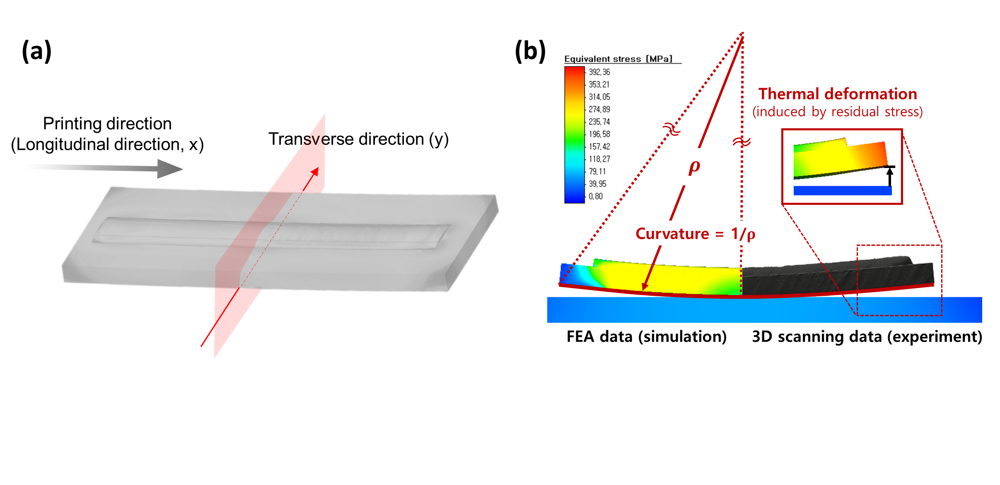 (a)
Printing direction
(Longitudinal direction, x)
Transverse direction (y)
(b)
Equivalent stress [MPa]
392,36
353,21
314,05
274,89
235,74
196,58
157,42
118,27
79,11
39,95
0,80
Thermal deformation
(induced by residual stress)
ρ
Curvature = 1/ρ
FEA data (simulation)
3D scanning data (experiment)